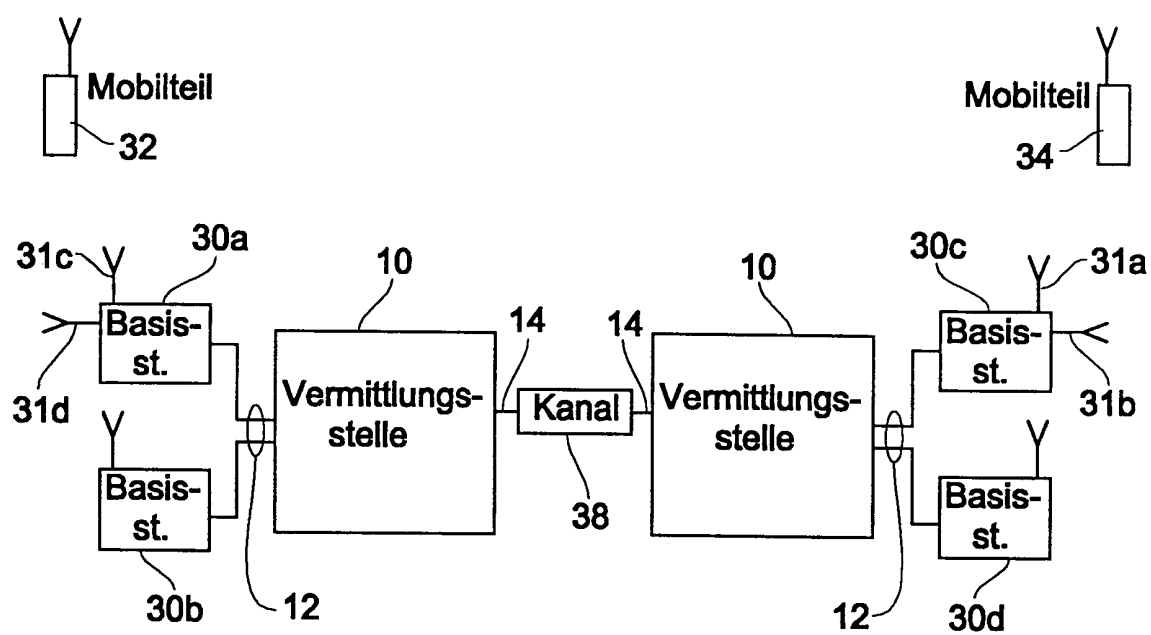 Mobilteil
32
Mobilteil
34
31c
30a
10
10
30c
31a
Basis-
st.
31d
14
14
Vermittlungs-
stelle
Kanal
Vermittlungs-
stelle
Basis-
st.
31b
Basis-
st.
38
Basis-
st.
30b
12
12
30d